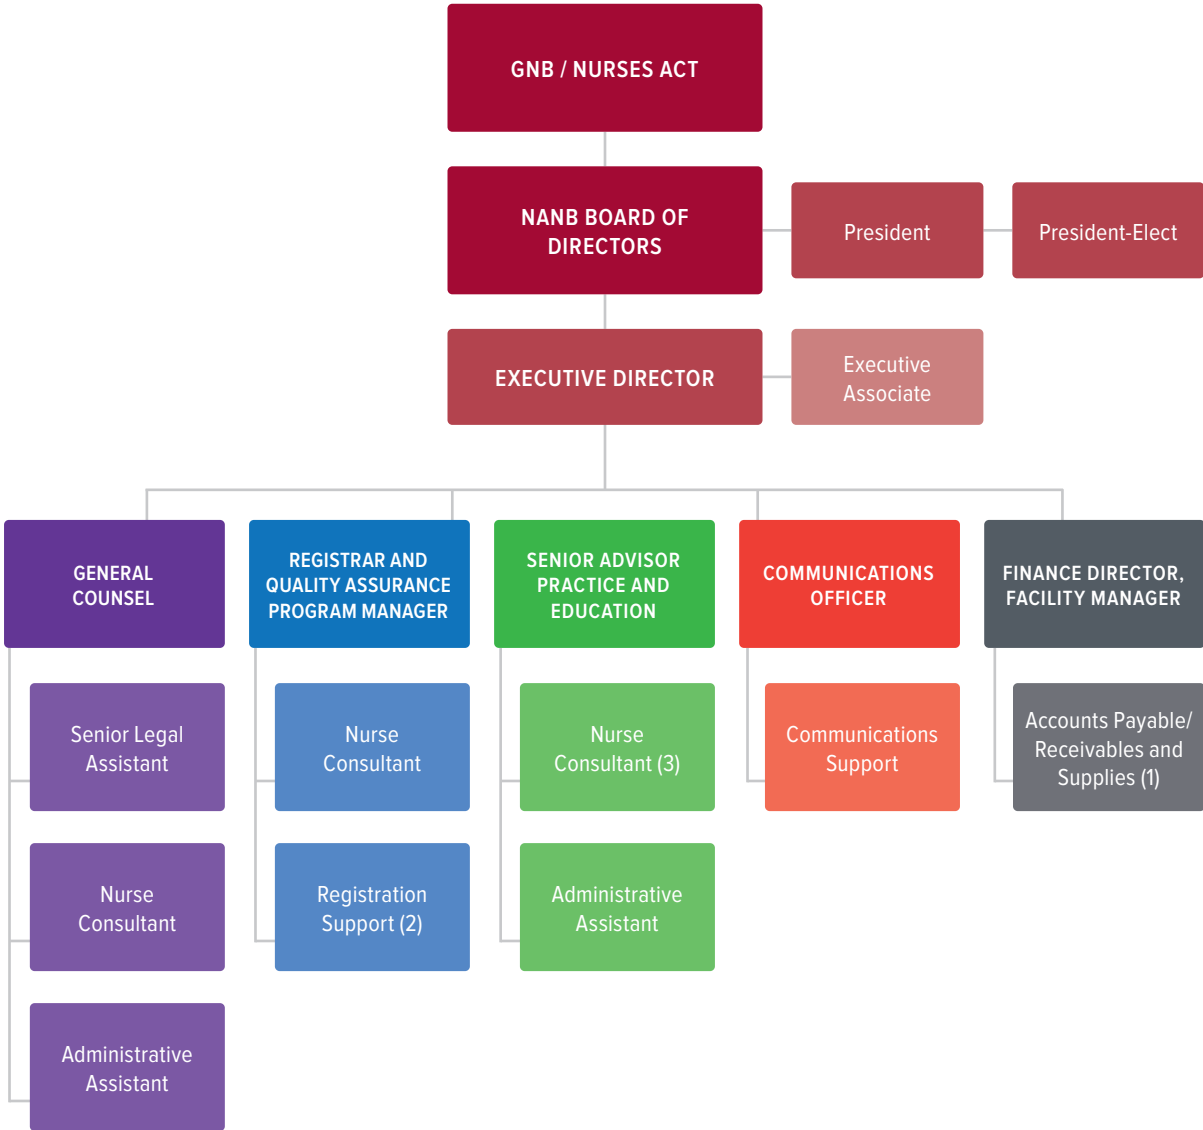 GNB / NURSES ACT
NANB BOARD OF
DIRECTORS
President
President-Elect
EXECUTIVE DIRECTOR
Executive
Associate
GENERAL
COUNSEL
Senior Legal
Assistant
Nurse
Consultant
Administrative
Assistant
REGISTRAR AND
QUALITY ASSURANCE
PROGRAM MANAGER
Nurse
Consultant
Registration
Support (2)
SENIOR ADVISOR
PRACTICE AND
EDUCATION
Nurse
Consultant (3)
Administrative
Assistant
COMMUNICATIONS
OFFICER
Communications
Support
FINANCE DIRECTOR,
FACILITY MANAGER
Accounts Payable/
Receivables and
Supplies (1)